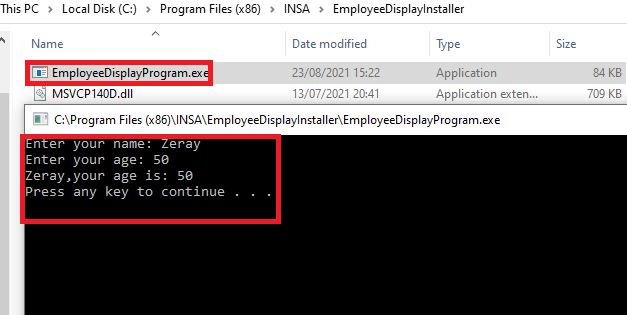 This PC > Local Disk (C:) > Program Files (x86) > INSA > EmployeeDisplayInstaller
Name Date modified Type Size
EmployeeDisplayProgram.exe 23/08/2021 15:22 Application 84 KB
MSVCP140D.dll 13/07/2021 20:41 Application exten... 709 KB
C:\Program Files (x86)\INSA\EmployeeDisplayInstaller\EmployeeDisplayProgram.exe
Enter your name: Zeray
Enter your age: 50
Zeray,your age is: 50
Press any key to continue . . .